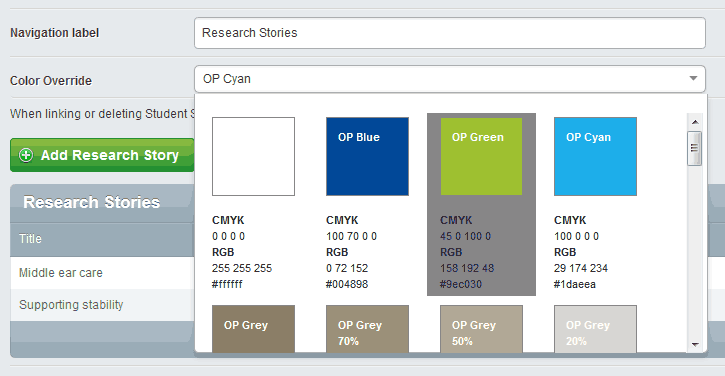 Navigation label
Research Stories
Color Override
OP Cyan
When linking or deleting Student S
Add Research Story
Research Stories
Title
Middle ear care
Supporting stability
OP Blue
OP Green
OP Cyan
CMYK
0 0 0 0
RGB
255 255 255
#ffffff
CMYK
100 70 0 0
RGB
0 72 152
#004898
CMYK
45 0 100 0
RGB
158 192 48
#9ec030
CMYK
100 0 0 0
RGB
29 174 234
#1daeea
OP Grey
OP Grey
70%
OP Grey
50%
OP Grey
20%